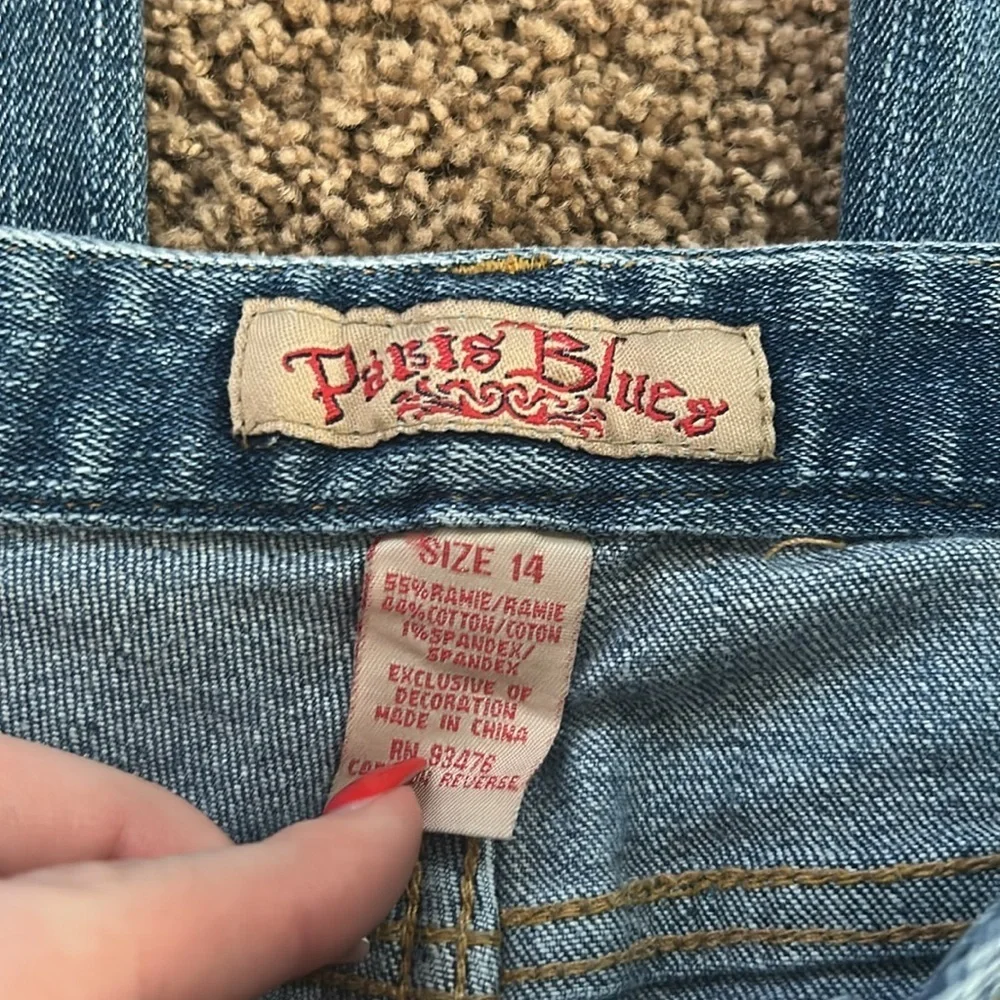 Paris Blues
SIZE 14
55%RAMIE/RAMIE
44%COTTON/COTON
1%SPANDEX/
SPANDEX
EXCLUSIVE OF
DECORATION
MADE IN CHINA
RN 93476
REVERSE